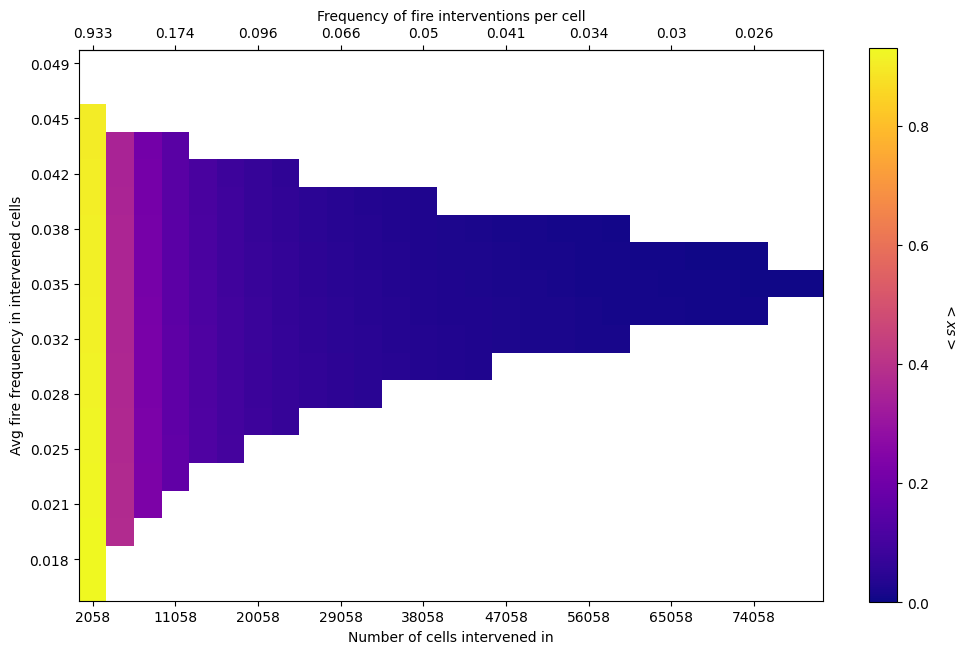 Frequency of fire interventions per cell
0.933 0.174 0.096 0.066 0.05 0.041 0.034 0.03 0.026
Avg fire frequency in intervened cells
0.049
0.045
0.042
0.038
0.035
0.032
0.028
0.025
0.021
0.018
2058 11058 20058 29058 38058 47058 56058 65058 74058
Number of cells intervened in
0.8
0.6
0.4
0.2
0.0
< sx >